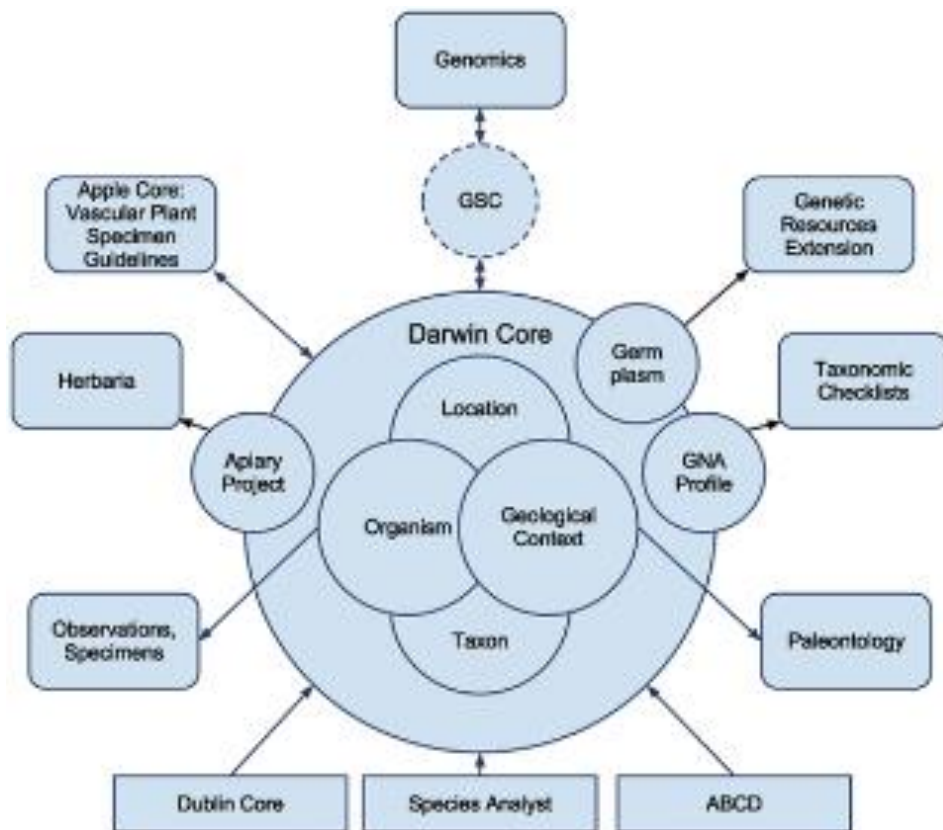 Genomics
GSC
Apple Core:
Vascular Plant
Specimen
Guidelines
Genetic
Resources
Extension
Darwin Core
Germ
plasm
Herbaria
Taxonomic
Checklists
Location
Apiary
Project
GNA
Profile
Organism
Geological
Context
Observations,
Specimens
Taxon
Paleontology
Dublin Core
Species Analyst
ABCD